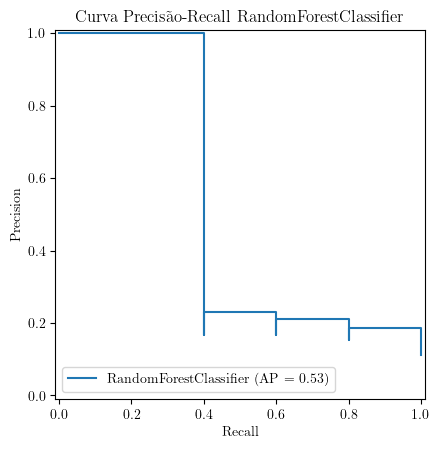 Curva Precisão-Recall RandomForestClassifier
1.0
0.8
0.6
0.4
0.2
0.0
Precision
RandomForestClassifier (AP = 0.53)
0.0 0.2 0.4 0.6 0.8 1.0
Recall